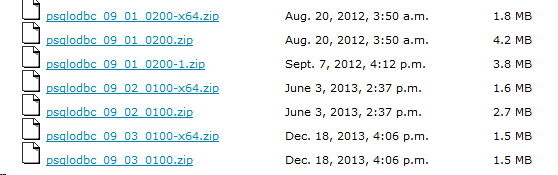 psqlodbc_09_01_0200-x64.zip Aug. 20, 2012, 3:50 a.m. 1.8 MB
psqlodbc_09_01_0200.zip Aug. 20, 2012, 3:50 a.m. 4.2 MB
psqlodbc_09_01_0200-1.zip Sept. 7, 2012, 4:12 p.m. 3.8 MB
psqlodbc_09_02_0100-x64.zip June 3, 2013, 2:37 p.m. 1.6 MB
psqlodbc_09_02_0100.zip June 3, 2013, 2:37 p.m. 2.7 MB
psqlodbc_09_03_0100-x64.zip Dec. 18, 2013, 4:06 p.m. 1.5 MB
psqlodbc_09_03_0100.zip Dec. 18, 2013, 4:06 p.m. 1.5 MB